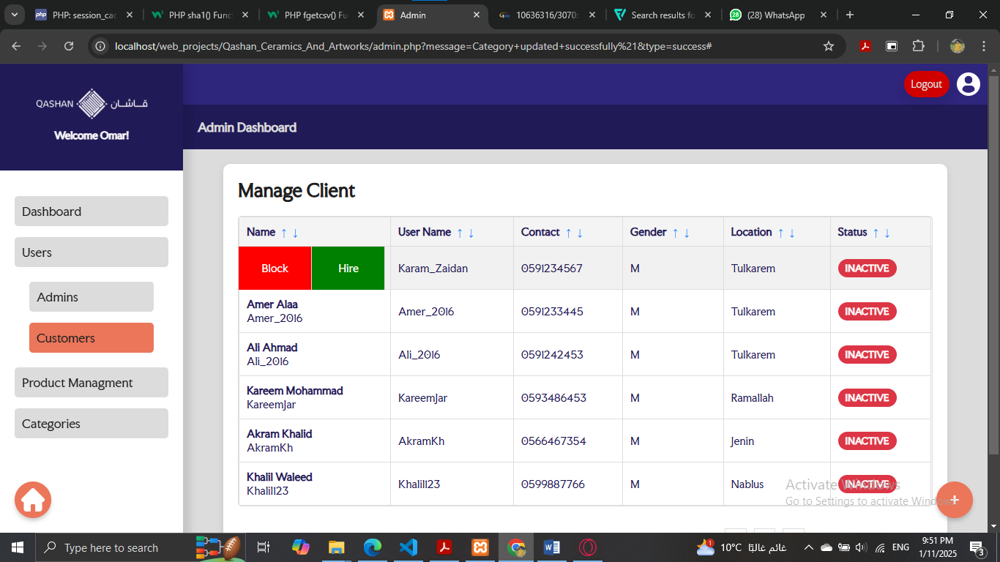 PHP: session_cac
PHP sha1() Func
PHP fgetcsv() Fu
Admin
10636316/3070
Search results fo
(28) WhatsApp
localhost/web_projects/Qashan_Ceramics_And_Artworks/admin.php?message=Category+updated+successfully%21&type=success#
Logout
QASHAN قاشان
Welcome Omar!
Admin Dashboard
Dashboard
Users
Admins
Customers
Product Managment
Categories
Manage Client
Name ↑ ↓ User Name ↑ ↓ Contact ↑ ↓ Gender ↑ ↓ Location ↑ ↓ Status ↑ ↓
Block Hire Karam_Zaidan 0591234567 M Tulkarem INACTIVE
Amer Alaa
Amer_2016 Amer_2016 0591233445 M Tulkarem INACTIVE
Ali Ahmad
Ali_2016 Ali_2016 0591242453 M Tulkarem INACTIVE
Kareem Mohammad
KareemJar KareemJar 0593486453 M Ramallah INACTIVE
Akram Khalid
AkramKh AkramKh 0566467354 M Jenin INACTIVE
Khalil Waleed
Khalil123 Khalil123 0599887766 M Nablus INACTIVE
+
Activate Windows
Go to Settings to activate Windows.
Type here to search
10°C غائم غالبًا
ENG
9:51 PM
1/11/2025
3